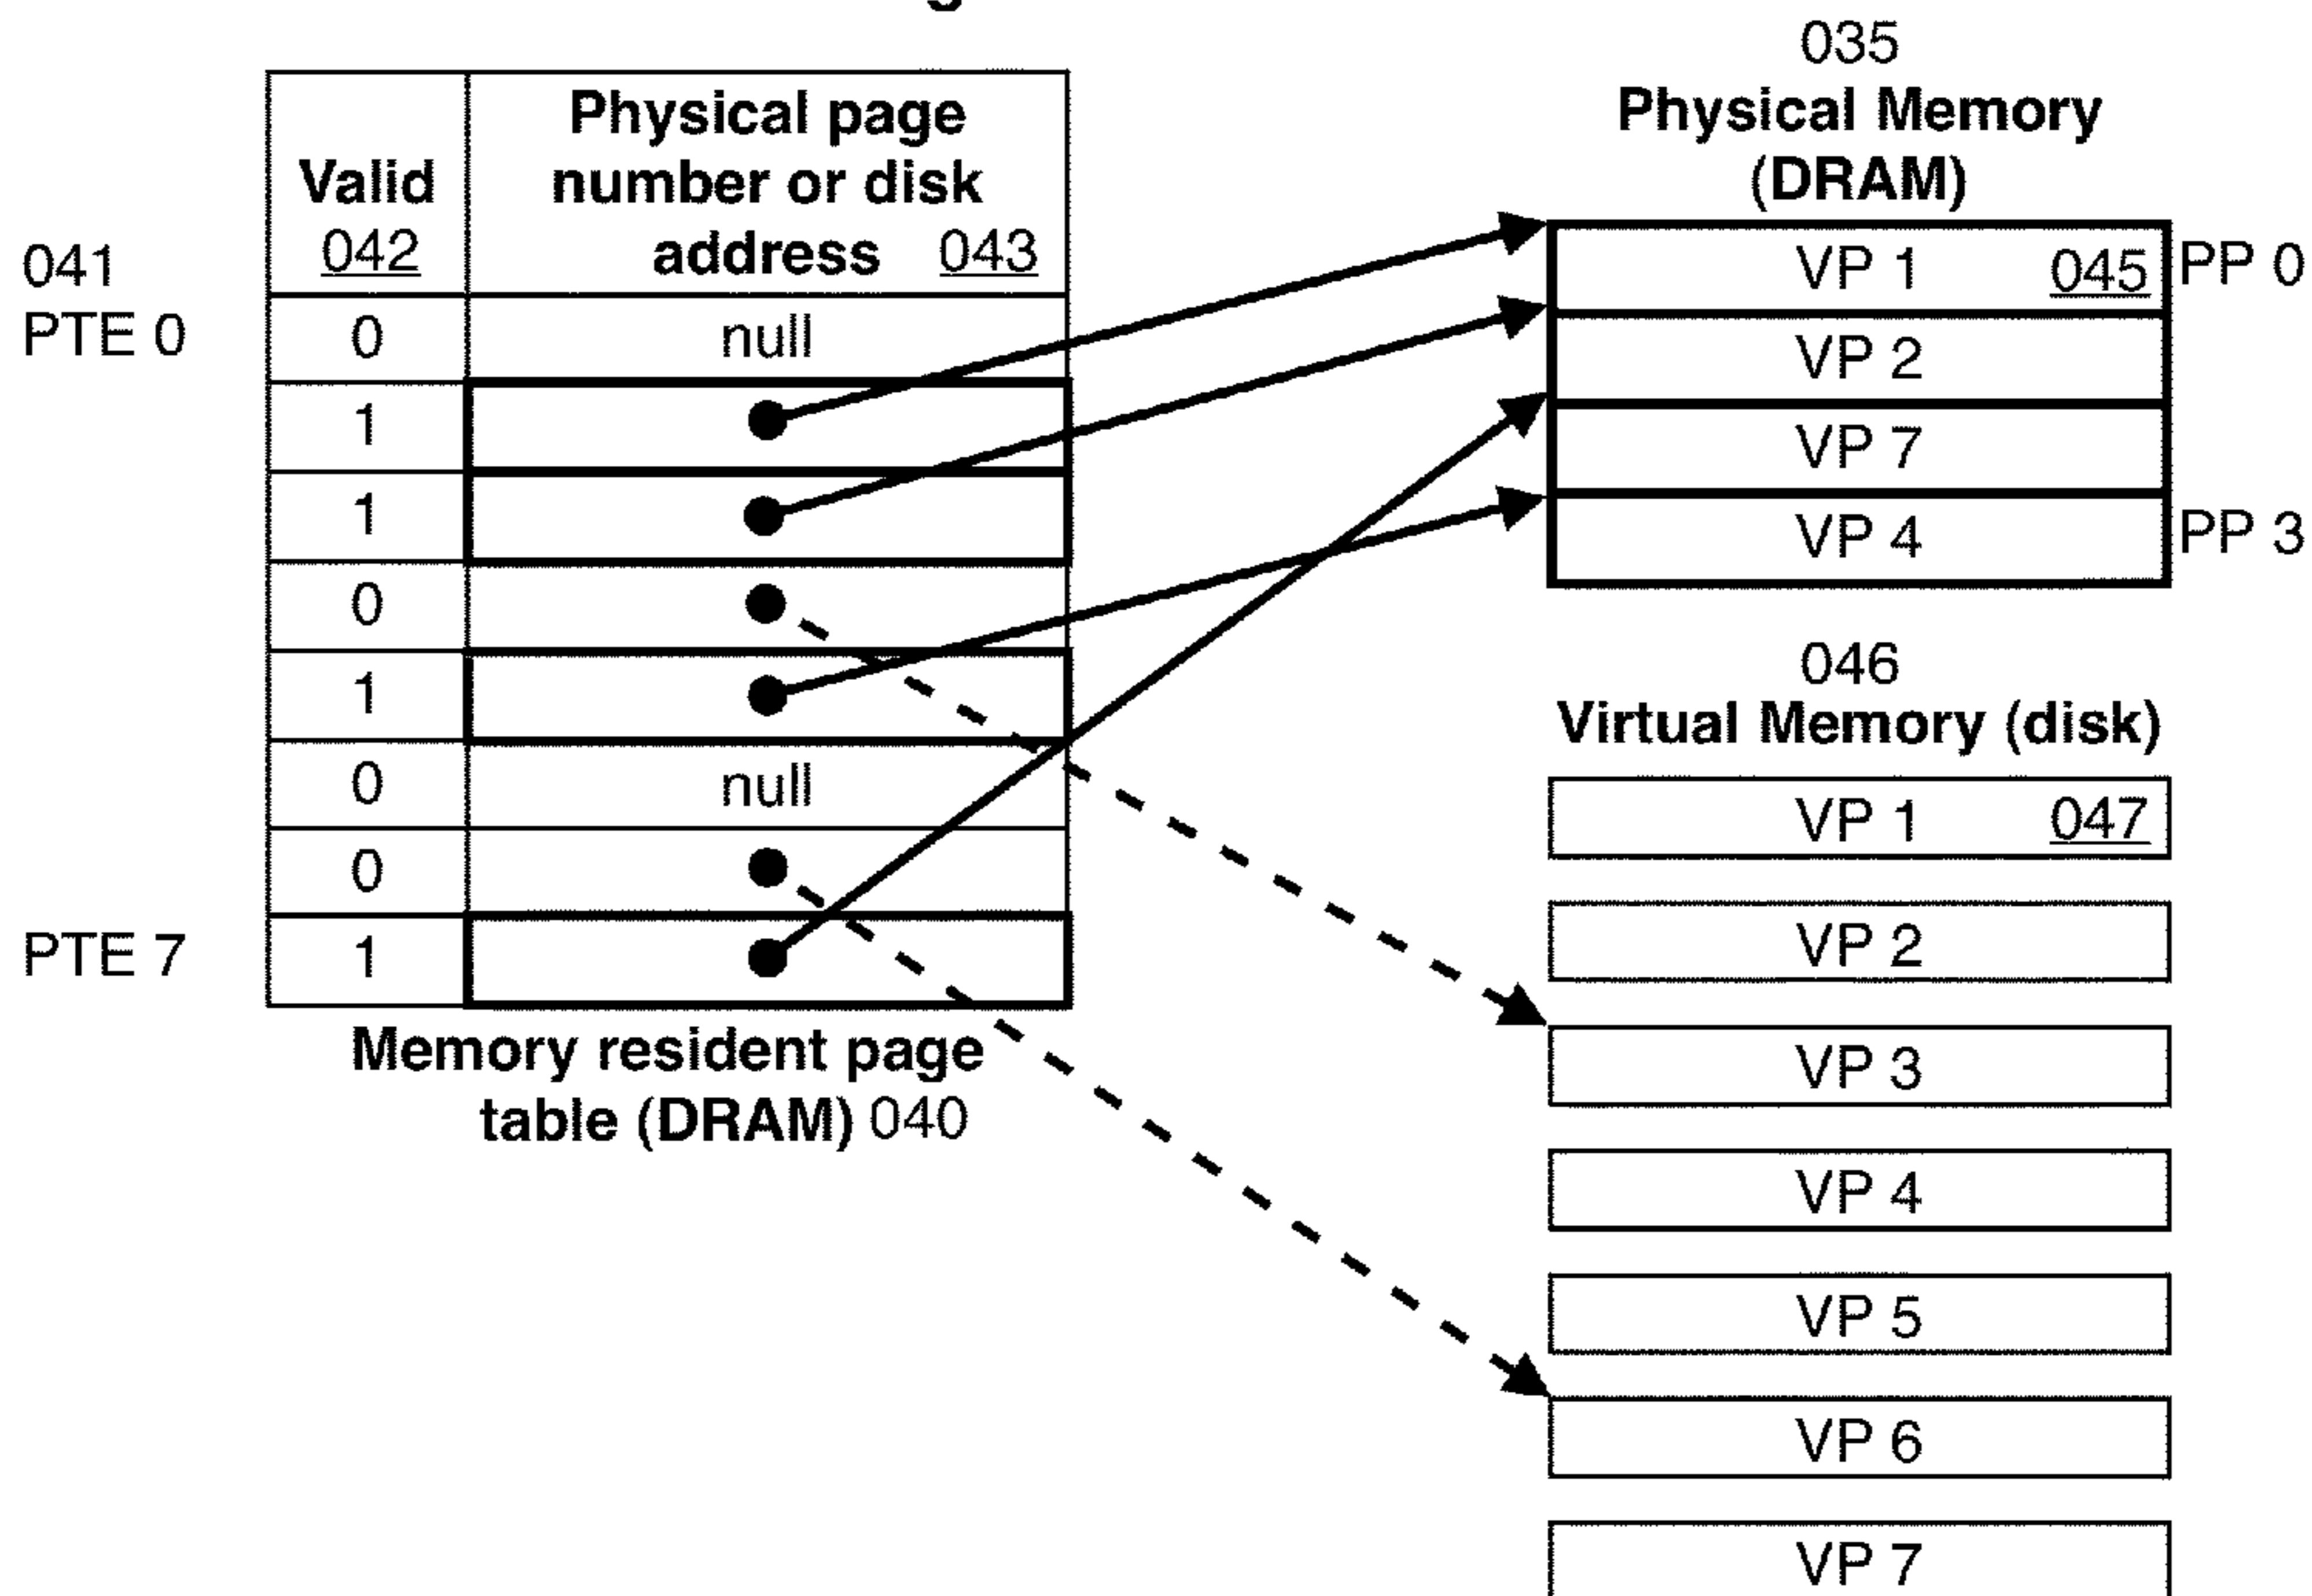 Valid
042
Physical page
number or disk
address 043
041
PTE 0
0 null
1
1
0
1
0 null
0
PTE 7 1
Memory resident page
table (DRAM) 040
035
Physical Memory
(DRAM)
VP 1 045 PP 0
VP 2
VP 7
VP 4 PP 3
046
Virtual Memory (disk)
VP 1 047
VP 2
VP 3
VP 4
VP 5
VP 6
VP 7